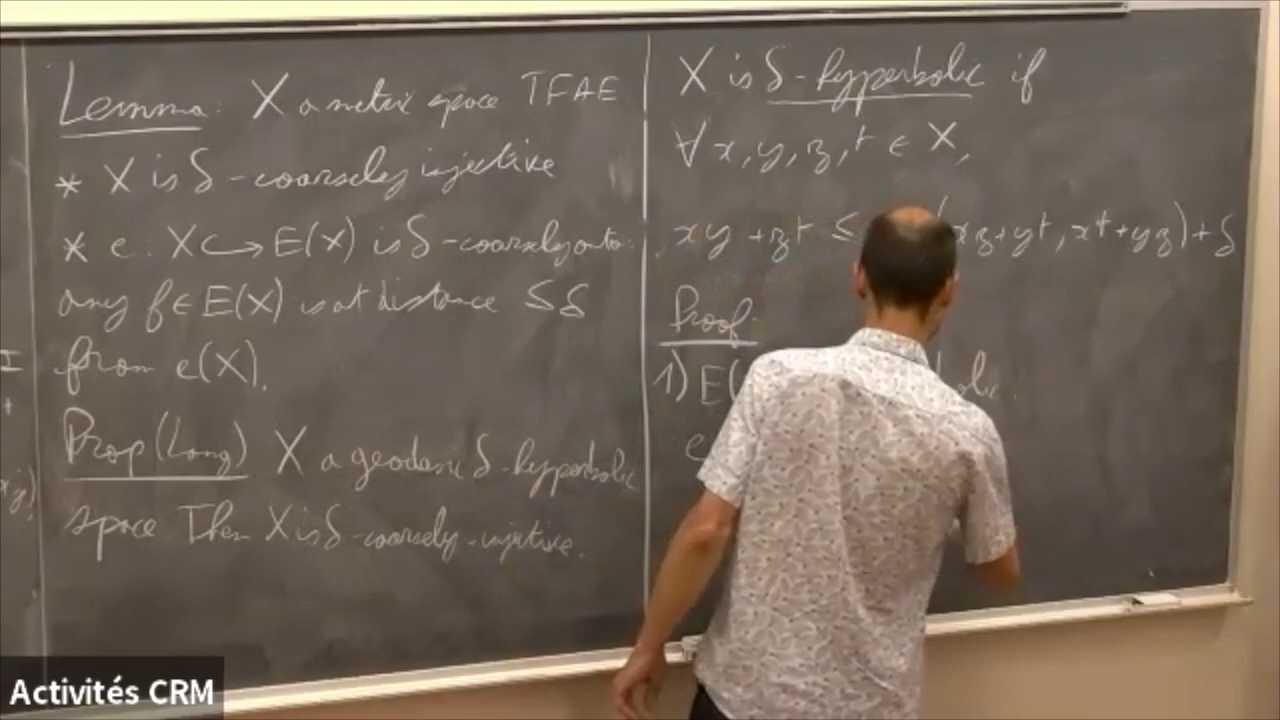 Lemma: X a metric space TFAE
* X is δ-coarsely injective
* e: X ↪ E(X) is δ-coarsely onto:
any f ∈ E(X) is at distance ≤ δ
from e(X).
Prop (Lang) X a geodesic δ-hyperbolic
space. Then X is δ-coarsely-injective.
X is δ-hyperbolic if
∀ x, y, z, t ∈ X,
xy + zt ≤ (xz+yt, xt+yz) + δ
Proof:
1) E(
e
Activités CRM